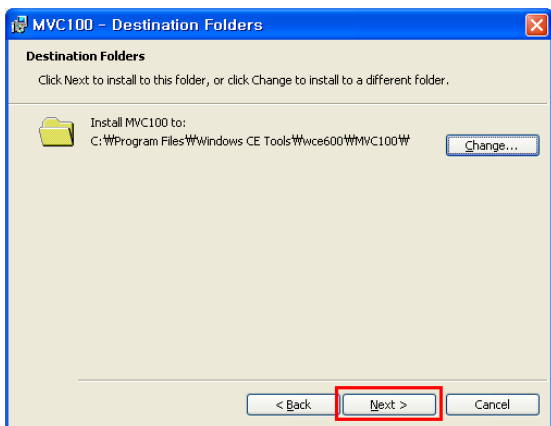 MVC100 - Destination Folders
Destination Folders
Click Next to install to this folder, or click Change to install to a different folder.
Install MVC100 to:
C:₩Program Files₩Windows CE Tools₩wce600₩MVC100₩
Change...
< Back
Next >
Cancel